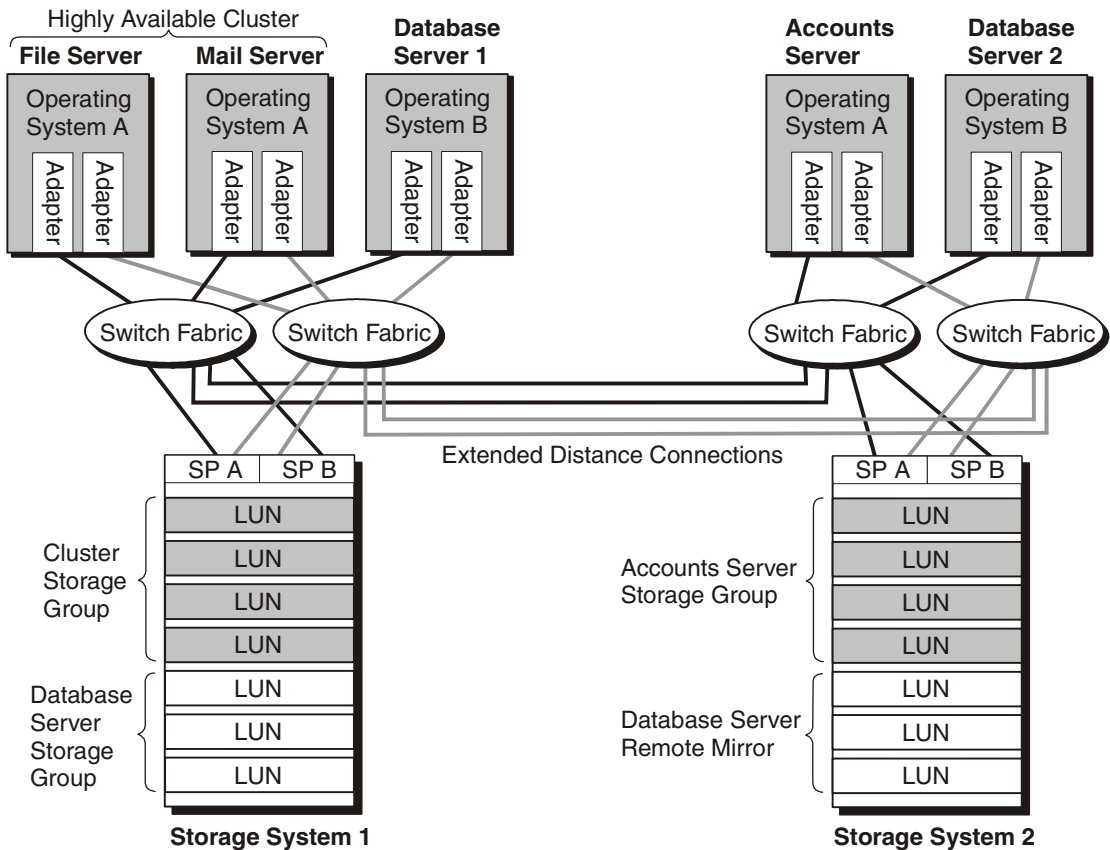 Highly Available Cluster
File Server
Mail Server
Database
Server 1
Accounts
Server
Database
Server 2
Operating
System A
Operating
System A
Operating
System B
Operating
System A
Operating
System B
Adapter
Adapter
Adapter
Adapter
Adapter
Adapter
Adapter
Adapter
Adapter
Adapter
Switch Fabric
Switch Fabric
Switch Fabric
Switch Fabric
Extended Distance Connections
SP A
SP B
LUN
LUN
LUN
LUN
LUN
LUN
LUN
Cluster
Storage
Group
Database
Server
Storage
Group
Storage System 1
SP A
SP B
LUN
LUN
LUN
LUN
LUN
LUN
LUN
Accounts Server
Storage Group
Database Server
Remote Mirror
Storage System 2